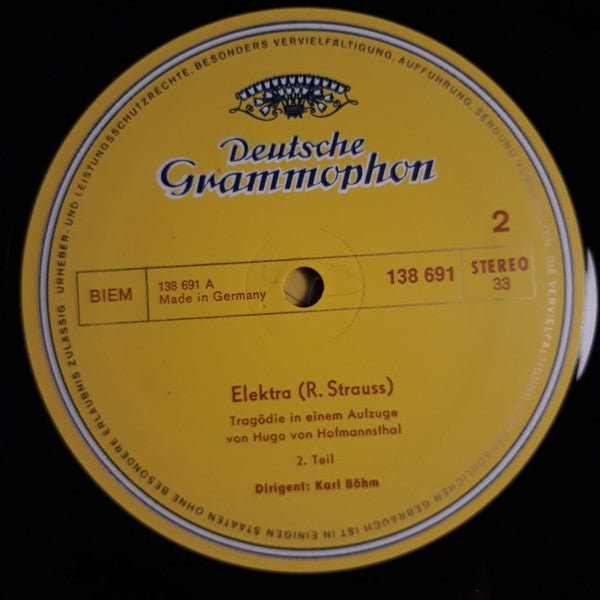 Deutsche
Grammophon
2
BIEM
138 691 A
Made in Germany
138 691
STEREO
33
Elektra (R. Strauss)
Tragödie in einem Aufzuge
von Hugo von Hofmannsthal
2. Teil
Dirigent: Karl Böhm
URHEBER- UND LEISTUNGSSCHUTZRECHTE, BESONDERS VERVIELFÄLTIGUNG, AUFFÜHRUNG, SENDUNG VORBEHALTEN. DIE VERVIELFÄLTIGUNG PERSÖNLICHEN GEBRAUCH IST IN EINIGEN STAATEN OHNE BESONDERE ERLAUBNIS ZULÄSSIG ·